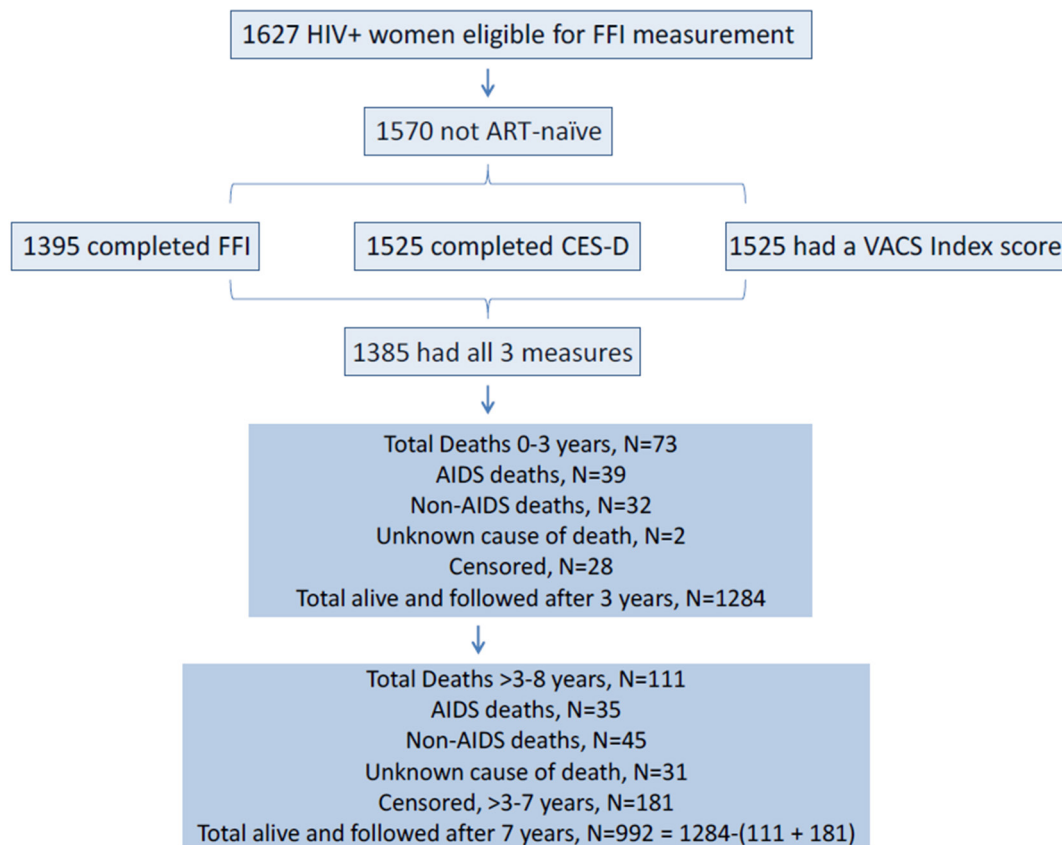 1627 HIV+ women eligible for FFI measurement
1570 not ART-naïve
1395 completed FFI
1525 completed CES-D
1525 had a VACS Index score
1385 had all 3 measures
Total Deaths 0-3 years, N=73
AIDS deaths, N=39
Non-AIDS deaths, N=32
Unknown cause of death, N=2
Censored, N=28
Total alive and followed after 3 years, N=1284
Total Deaths >3-8 years, N=111
AIDS deaths, N=35
Non-AIDS deaths, N=45
Unknown cause of death, N=31
Censored, >3-7 years, N=181
Total alive and followed after 7 years, N=992 = 1284-(111 + 181)